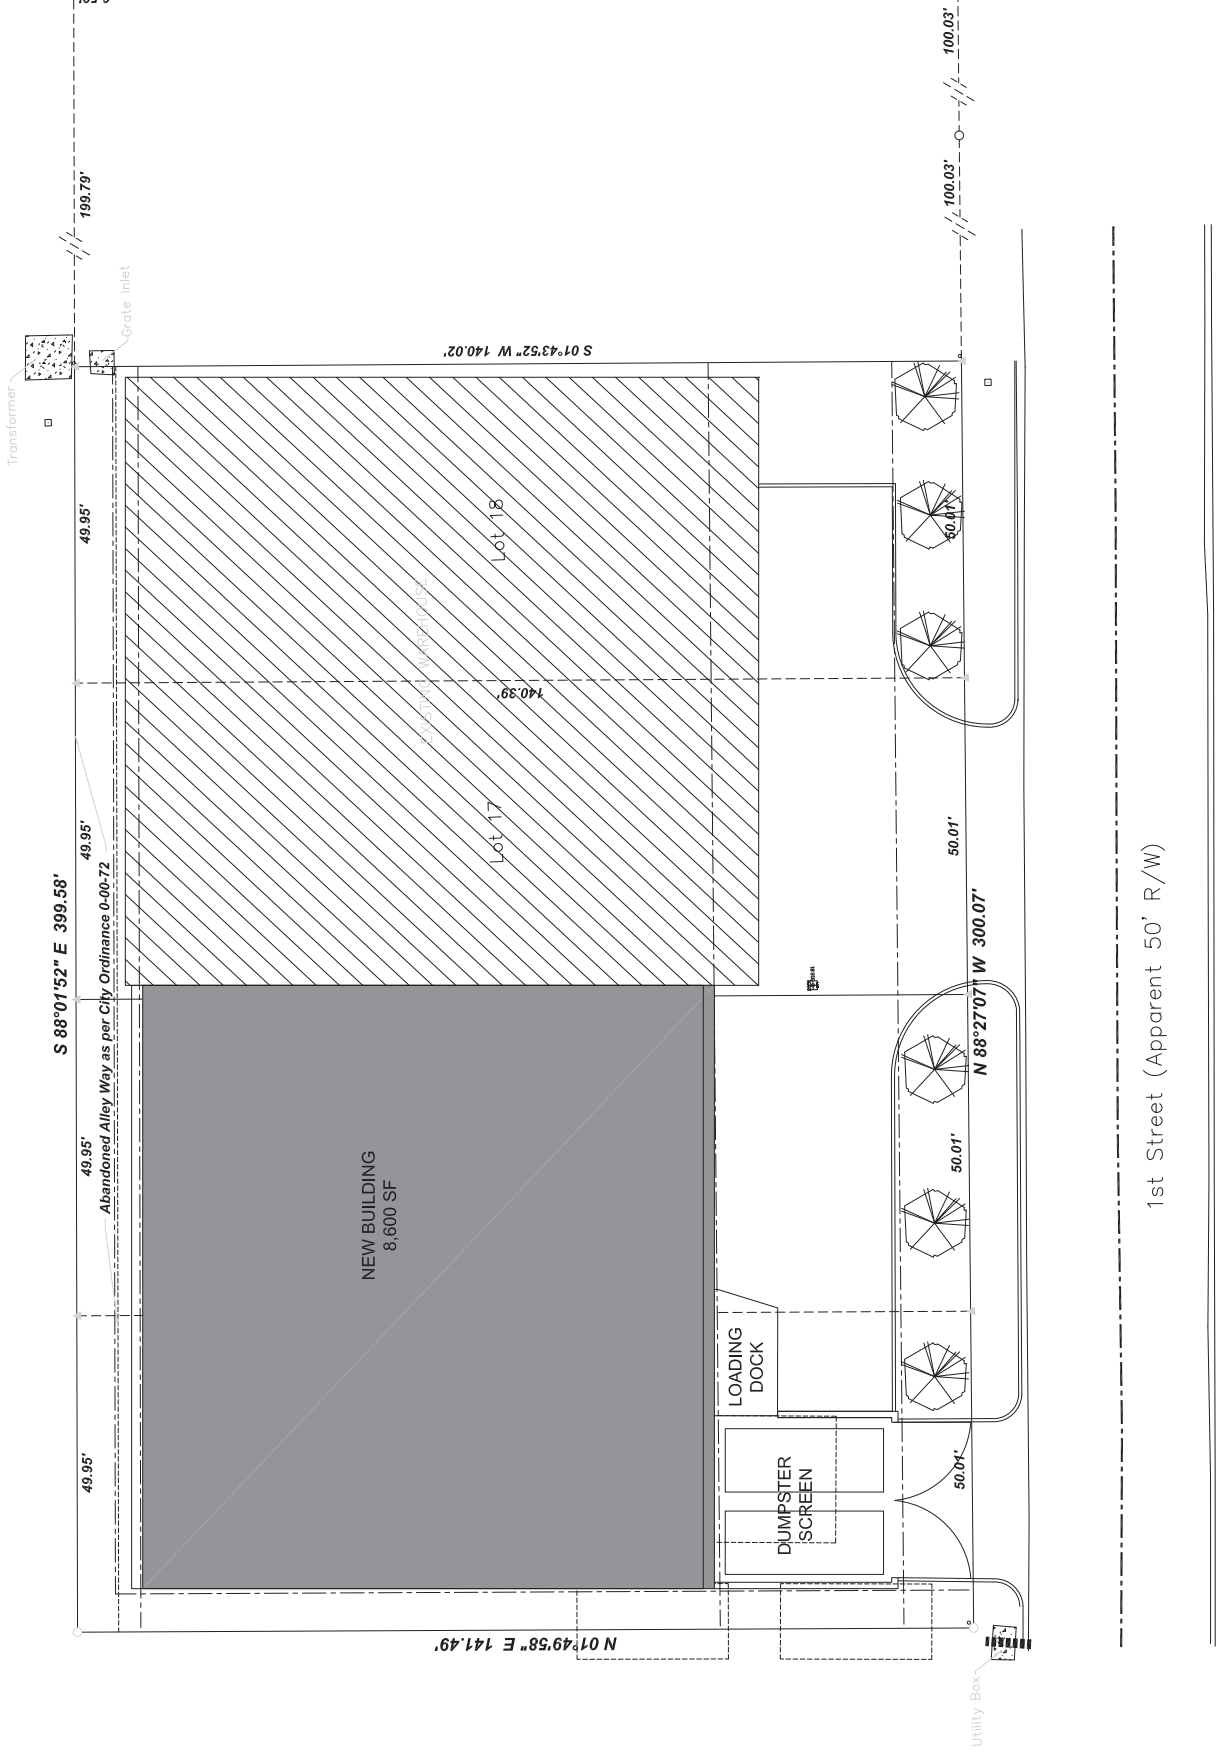 199.79'
100.03'
100.03'
Transformer
Grate Inlet
S 01°43'52" W 140.02'
49.95'
Lot 18
50.01'
EXISTING WAREHOUSE
140.39'
Lot 17
49.95'
50.01'
S 88°01'52" E 399.58'
Abandoned Alley Way as per City Ordinance 0-00-72
N 88°27'07" W 300.07'
1st Street (Apparent 50' R/W)
49.95'
50.01'
NEW BUILDING
8,600 SF
LOADING
DOCK
49.95'
50.01'
DUMPSTER
SCREEN
N 01°49'58" E 141.49'
Utility Box